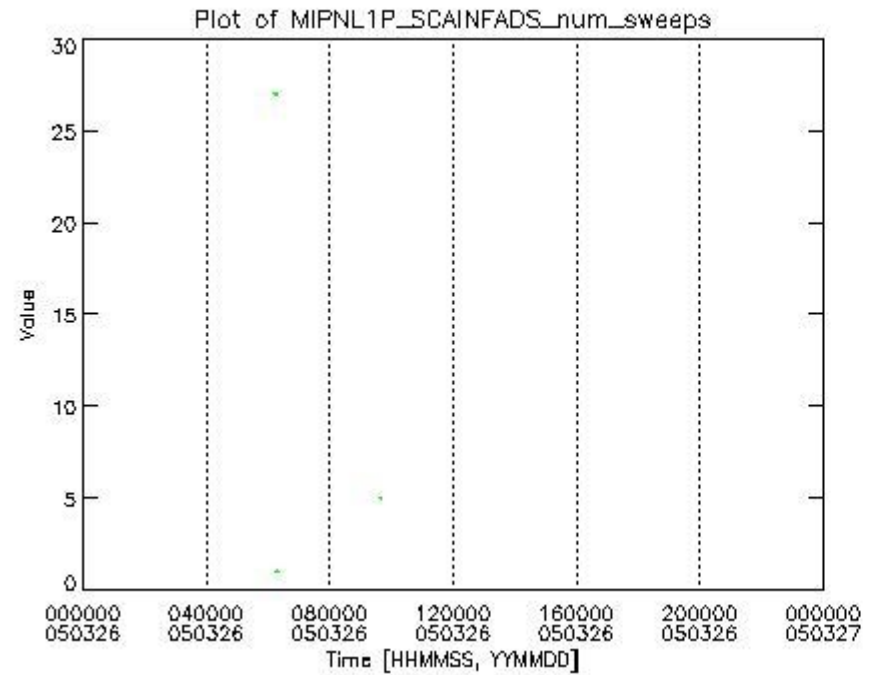 Plot of MIPNL1P_SCAINFADS_num_sweeps
30
25
20
15
10
5
0
Value
000000 040000 080000 120000 160000 200000 000000
050326 050326 050326 050326 050326 050326 050327
Time [HHMMSS, YYMMDD]